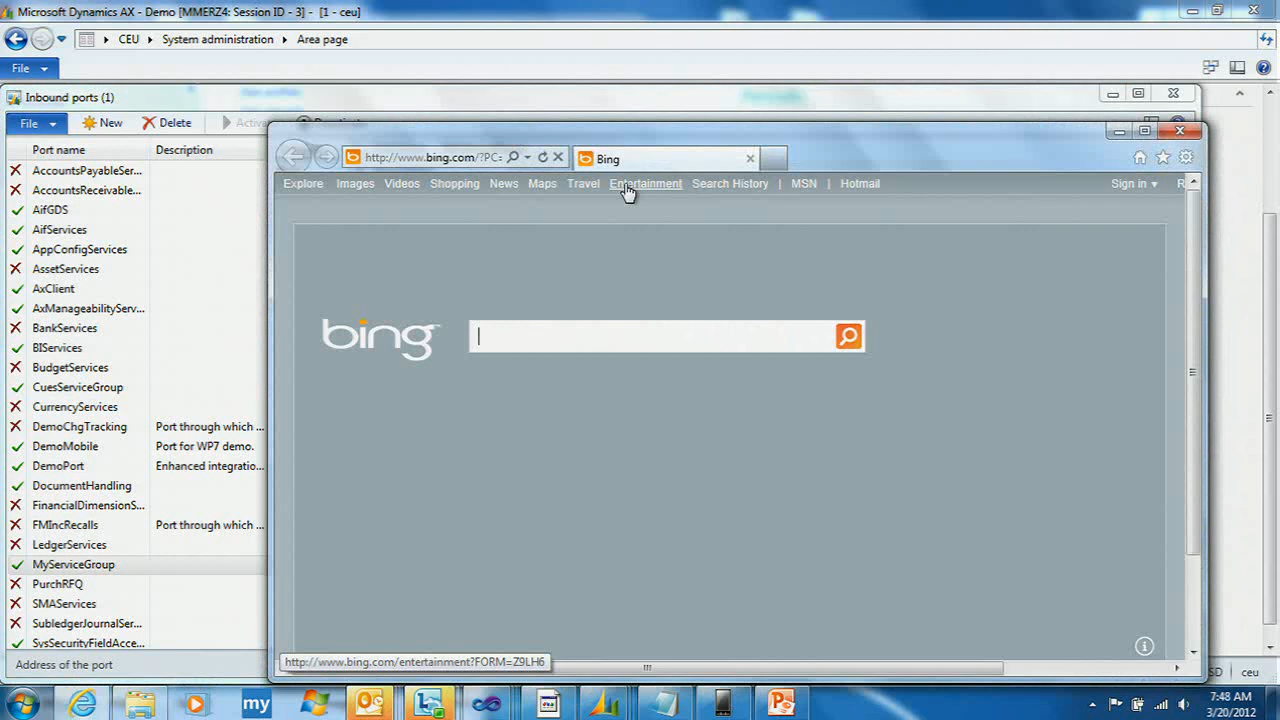 Microsoft Dynamics AX - Demo [MMERZ4: Session ID - 3] - [1 - ceu]
CEU System administration Area page
File
Inbound ports (1)
File New Delete
Port name Description
AccountsPayableSer...
AccountsReceivable...
AifGDS
AifServices
AppConfigServices
AssetServices
AxClient
AxManageabilityServ...
BankServices
BIServices
BudgetServices
CuesServiceGroup
CurrencyServices
DemoChgTracking Port through which ...
DemoMobile Port for WP7 demo.
DemoPort Enhanced integratio...
DocumentHandling
FinancialDimensionS...
FMIncRecalls Port through which ...
LedgerServices
MyServiceGroup
PurchRFQ
SMAServices
SubledgerJournalSer...
SysSecurityFieldAcce...
Address of the port
http://www.bing.com/?PC=
Bing
Explore Images Videos Shopping News Maps Travel Entertainment Search History | MSN | Hotmail Sign in R
bing
http://www.bing.com/entertainment?FORM=Z9LH6
SD ceu
my
7:48 AM
3/20/2012